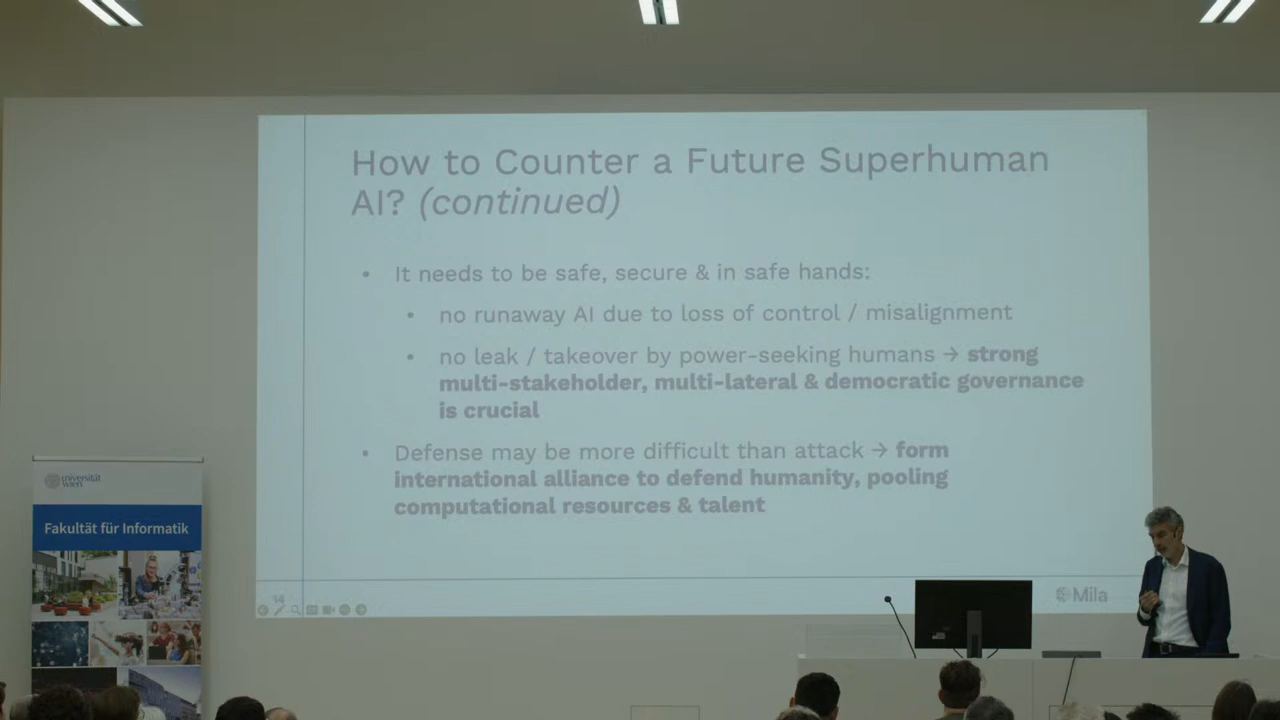 How to Counter a Future Superhuman
AI? (continued)
• It needs to be safe, secure & in safe hands:
• no runaway AI due to loss of control / misalignment
• no leak / takeover by power-seeking humans → strong
multi-stakeholder, multi-lateral & democratic governance
is crucial
• Defense may be more difficult than attack → form
international alliance to defend humanity, pooling
computational resources & talent
14
Mila
universität
wien
Fakultät für Informatik